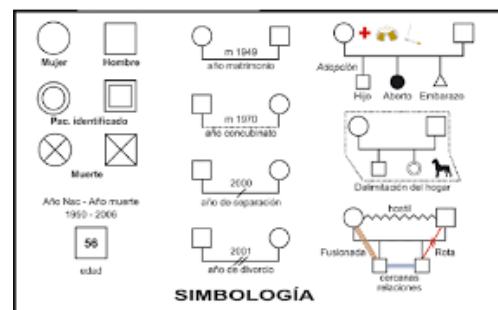 Mujer
Hombre
Pac. identificado
Muerte
Año Nac - Año muerte
1950 - 2006
56
edad
m 1949
año matrimonio
m 1970
año concubinato
2000
año de separación
2001
año de divorcio
Adopción
Hijo Aborto Embarazo
Delimitación del hogar
hostil
Fusionada
Rota
cercanas
relaciones
SIMBOLOGÍA